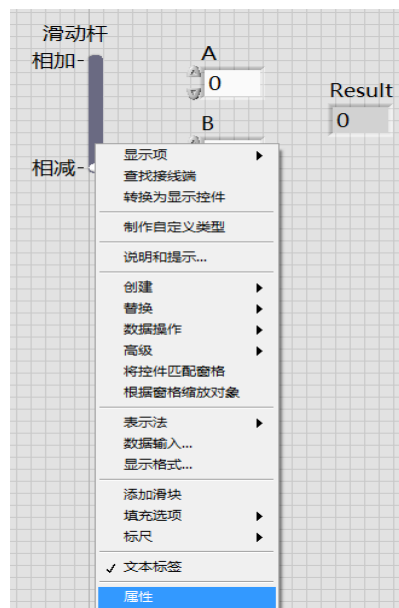 滑动杆
相加-
A
0
Result
B
0
相减-
显示项
查找接线端
转换为显示控件
制作自定义类型
说明和提示...
创建
替换
数据操作
高级
将控件匹配窗格
根据窗格缩放对象
表示法
数据输入...
显示格式...
添加滑块
填充选项
标尺
✓ 文本标签
属性